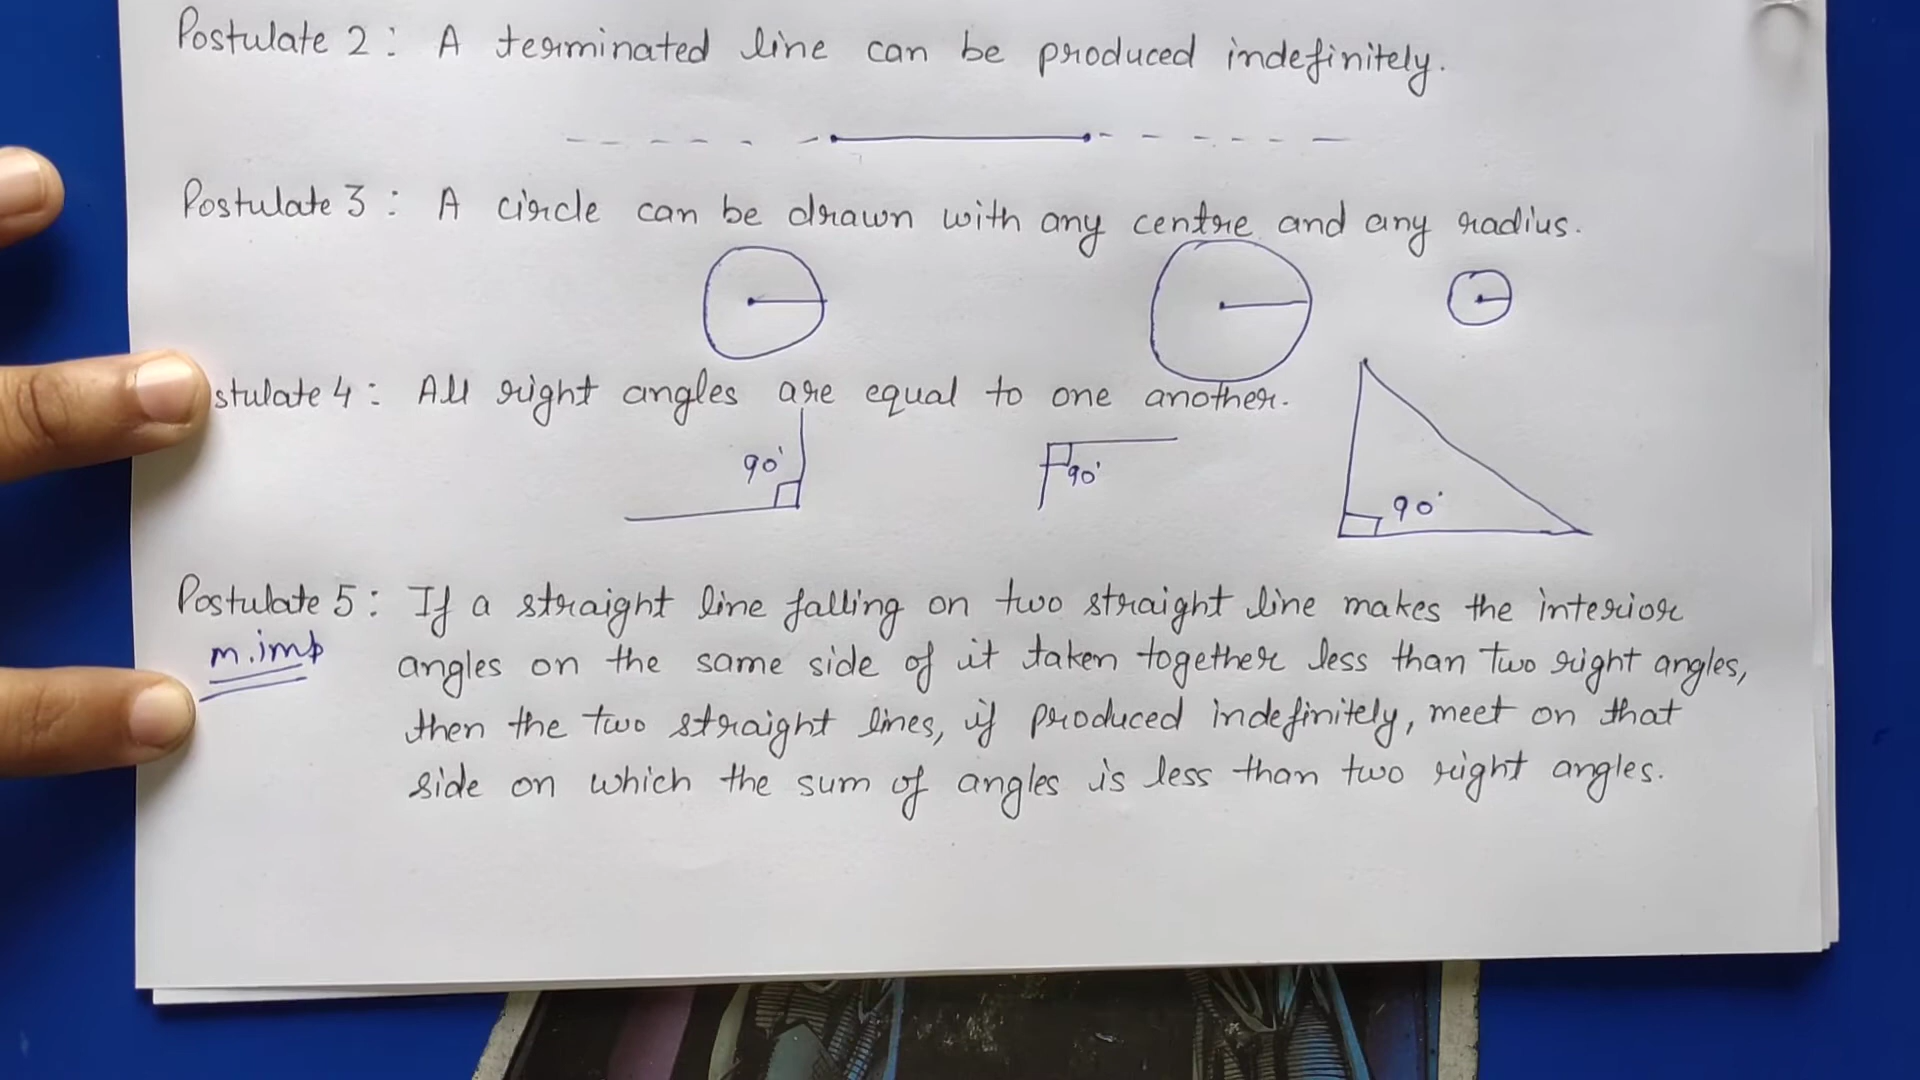 Postulate 2: A terminated line can be produced indefinitely.
Postulate 3: A circle can be drawn with any centre and any radius.
stulate 4: All right angles are equal to one another.
90° 90° 90°
Postulate 5: If a straight line falling on two straight line makes the interior
m.imp angles on the same side of it taken together less than two right angles,
then the two straight lines, if produced indefinitely, meet on that
side on which the sum of angles is less than two right angles.